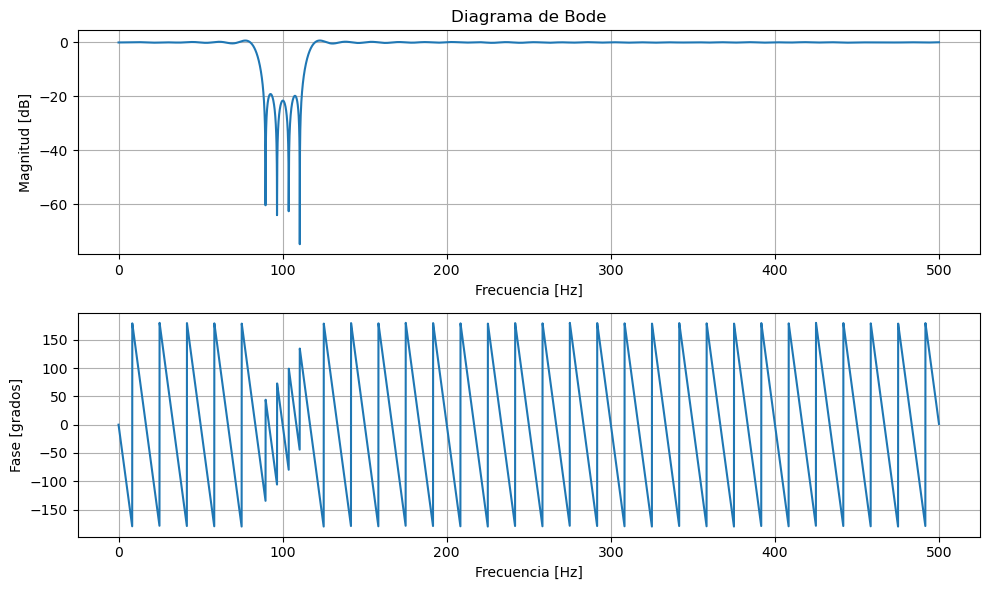 Diagrama de Bode
Magnitud [dB]
0
−20
−40
−60
0 100 200 300 400 500
Frecuencia [Hz]
Fase [grados]
150
100
50
0
−50
−100
−150
0 100 200 300 400 500
Frecuencia [Hz]